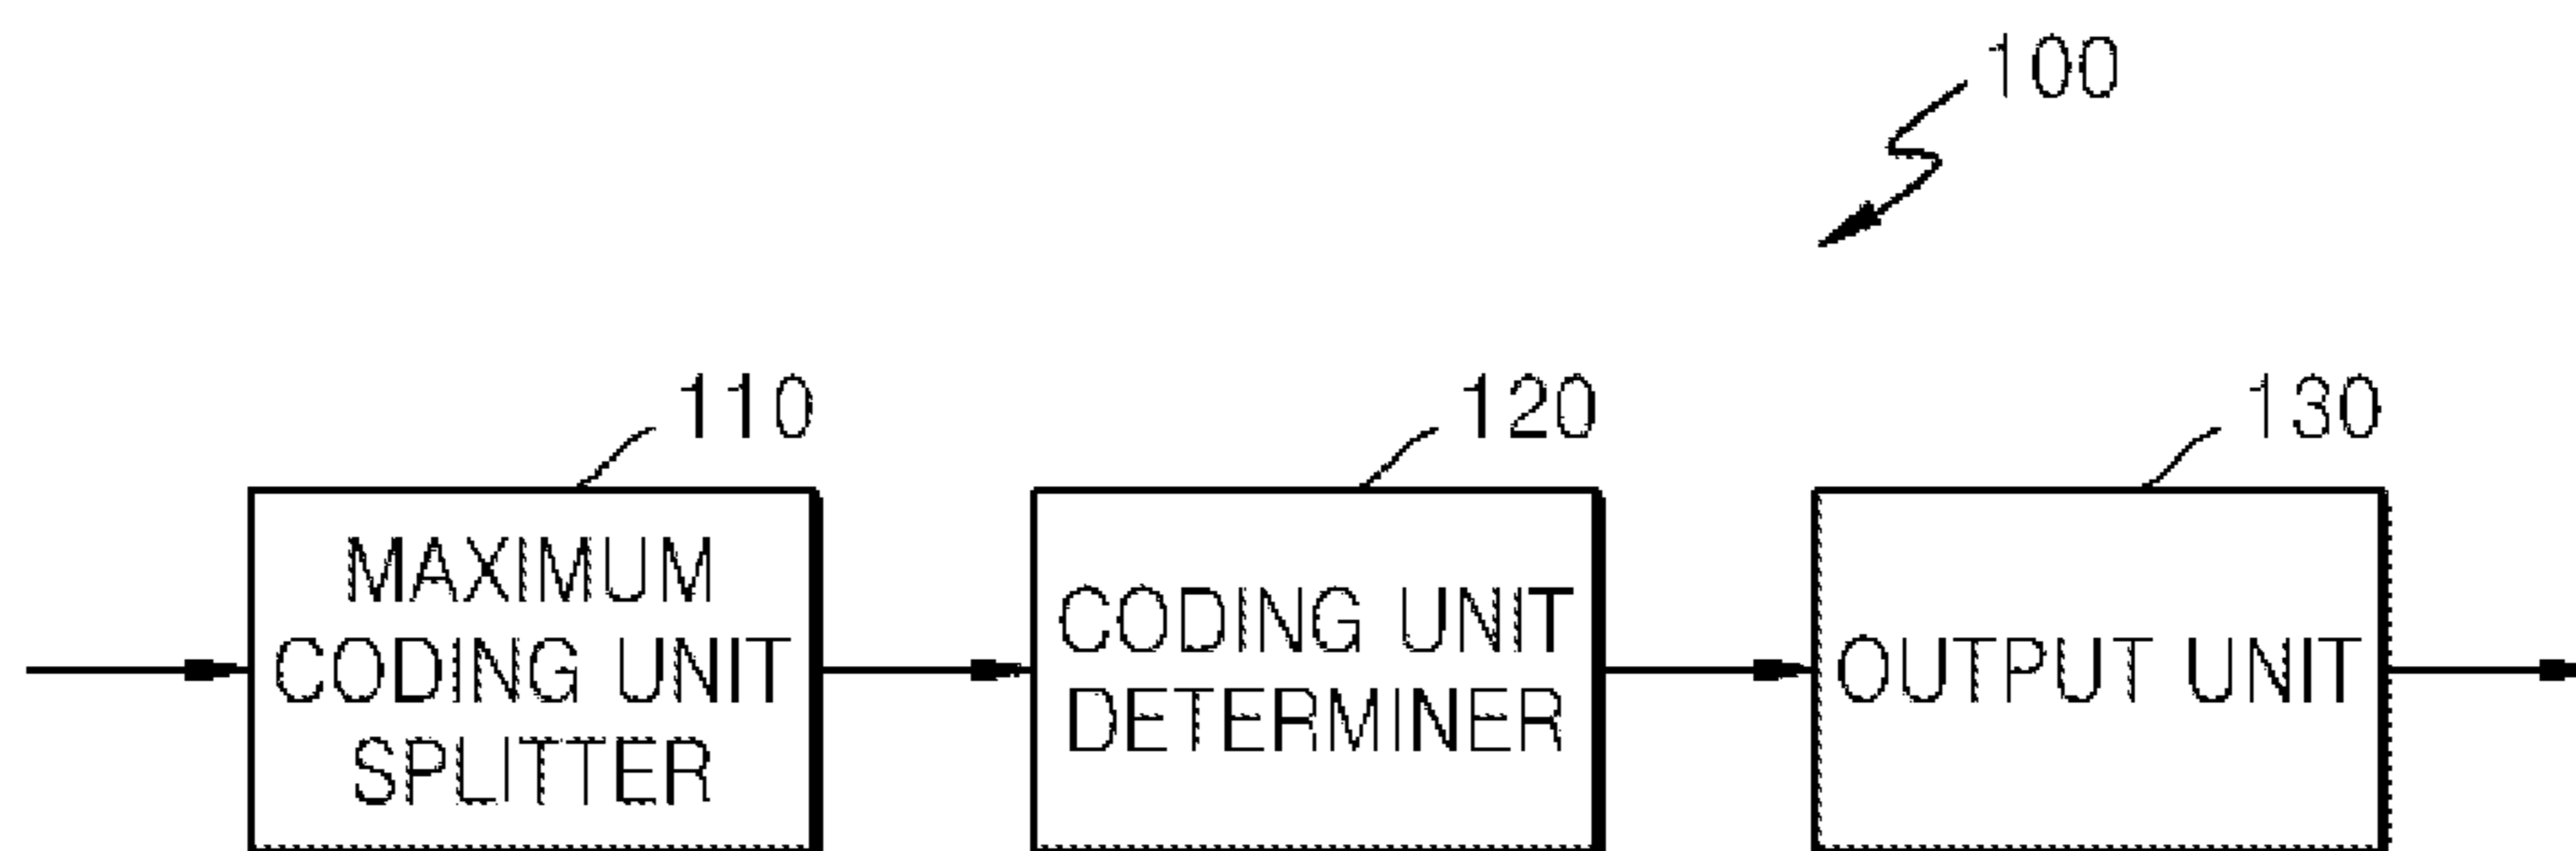 100
110
120
130
MAXIMUM
CODING UNIT
SPLITTER
CODING UNIT
DETERMINER
OUTPUT UNIT